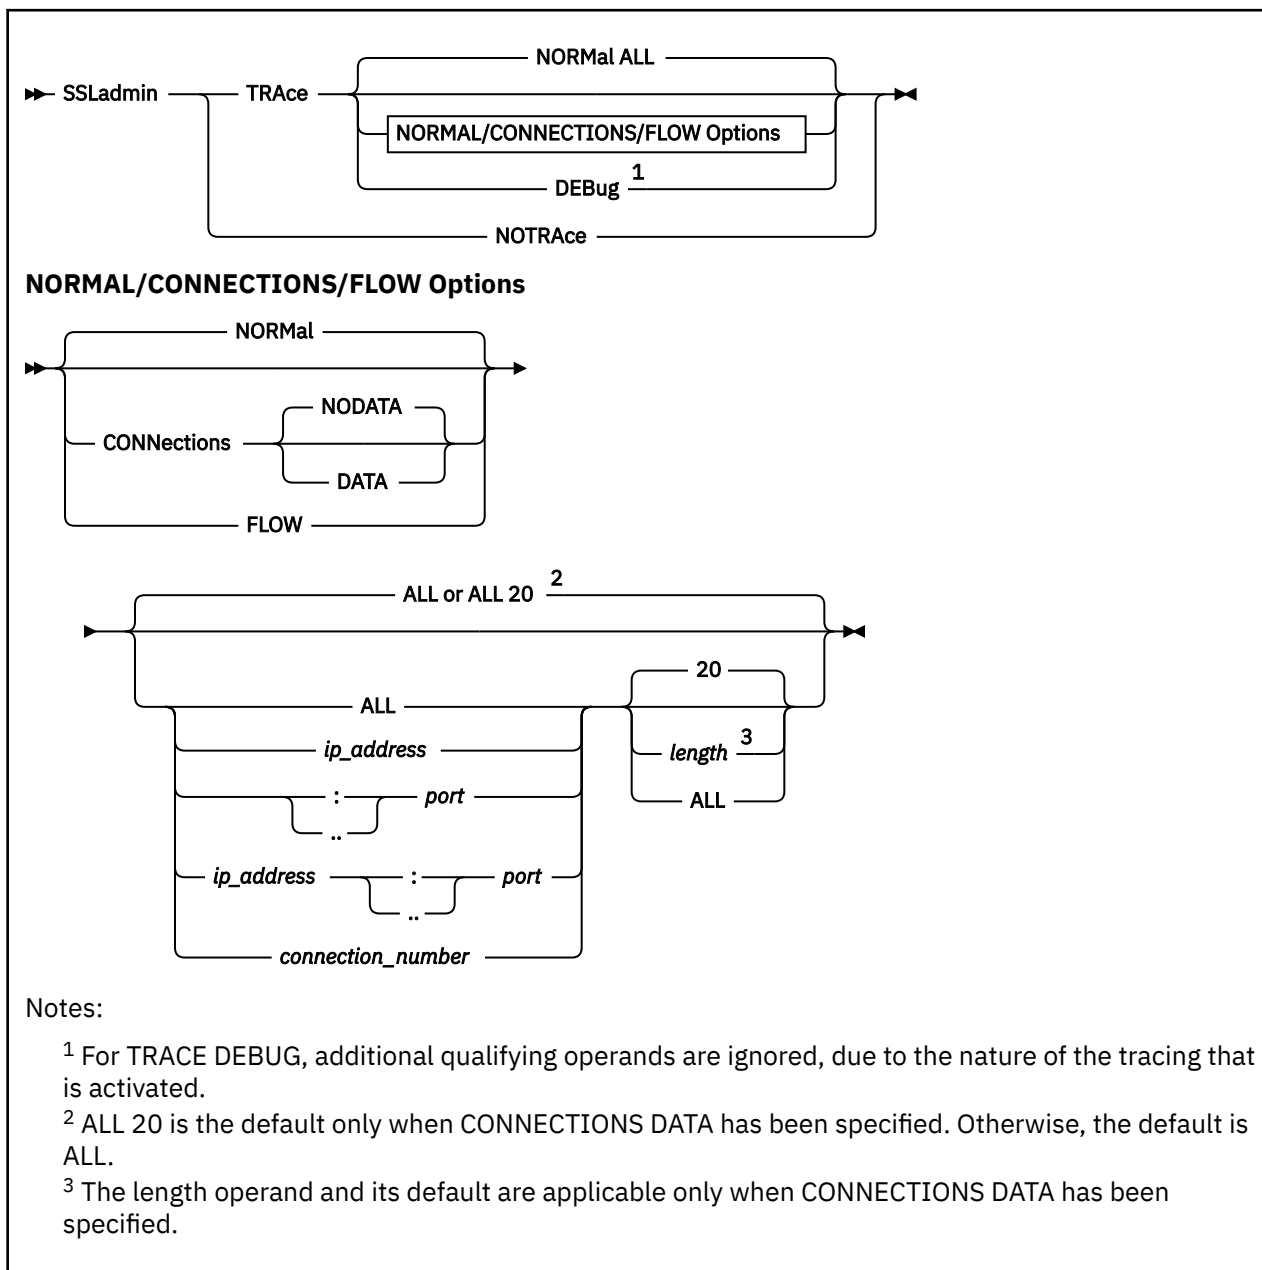 NORMal ALL
SSLadmin TRAce
NORMAL/CONNECTIONS/FLOW Options
DEBug 1
NOTRAce
NORMAL/CONNECTIONS/FLOW Options
NORMal
NODATA
CONNections
DATA
FLOW
ALL or ALL 20 2
20
ALL
ip_address length 3
: port ALL
..
ip_address : port
..
connection_number
Notes:
1 For TRACE DEBUG, additional qualifying operands are ignored, due to the nature of the tracing that
is activated.
2 ALL 20 is the default only when CONNECTIONS DATA has been specified. Otherwise, the default is
ALL.
3 The length operand and its default are applicable only when CONNECTIONS DATA has been
specified.